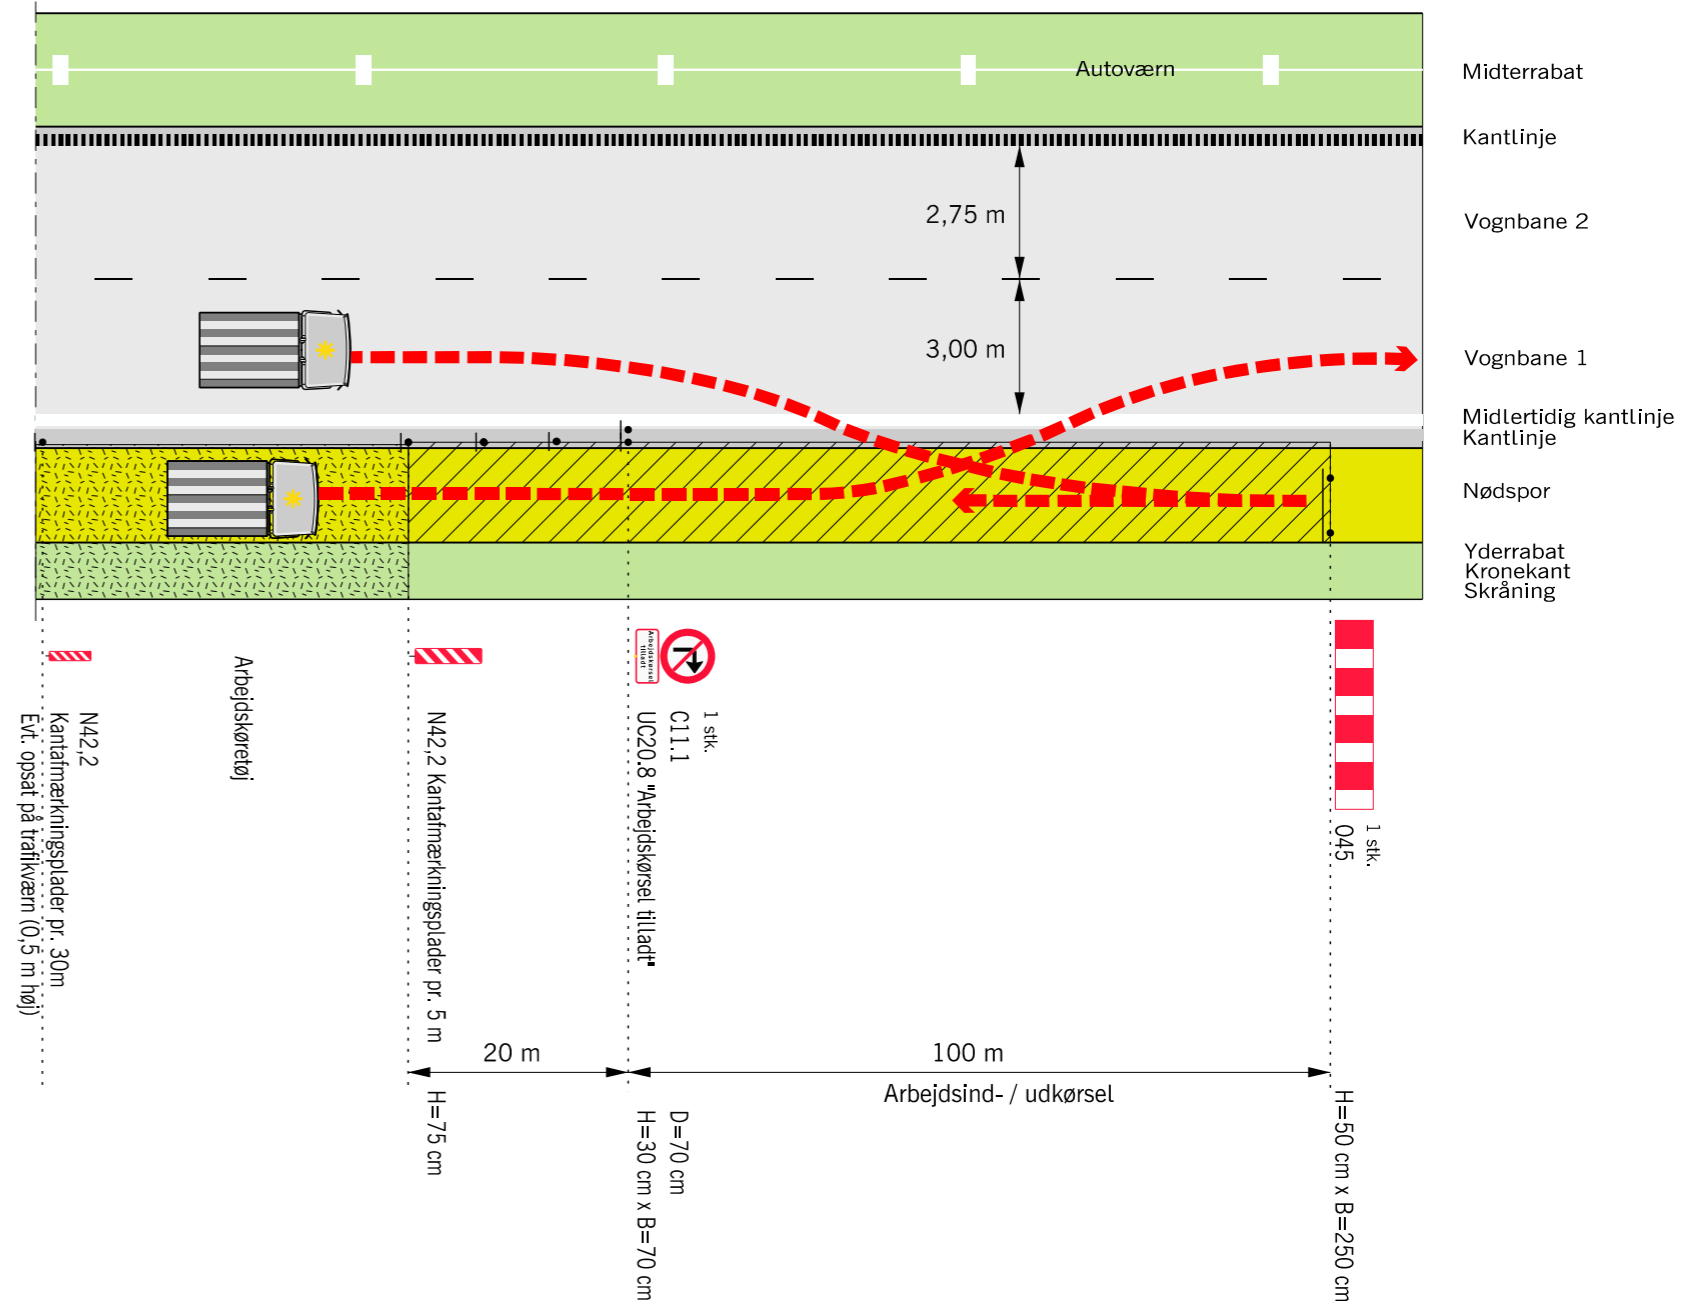 Autoværn
Midterrabat
Kantlinje
2,75 m
Vognbane 2
3,00 m
Vognbane 1
Midlertidig kantlinje
Kantlinje
Nødspor
Yderrabat
Kronekant
Skråning
N42,2
Kantafmærkningsplader pr. 30m
Evt. opsat på trafikværn (0,5 m høj)
Arbejdskøretøj
N42,2 Kantafmærkningsplader pr. 5 m
H=75 cm
Arbejdskørsel
tilladt
1 stk.
C11.1
UC20.8 "Arbejdskørsel tilladt"
D=70 cm
H=30 cm x B=70 cm
1 stk.
O45
H=50 cm x B=250 cm
20 m
100 m
Arbejdsind- / udkørsel